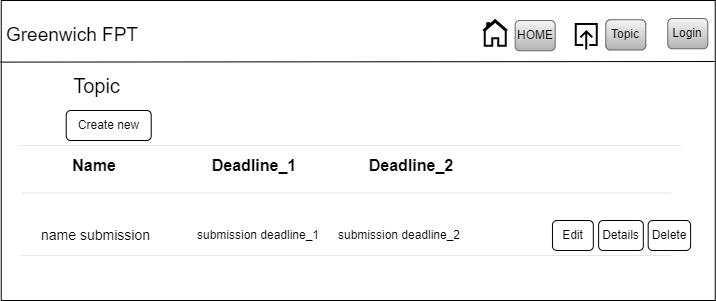 Greenwich FPT HOME Topic Login
Topic
Create new
Name Deadline_1 Deadline_2
name submission submission deadline_1 submission deadline_2 Edit Details Delete